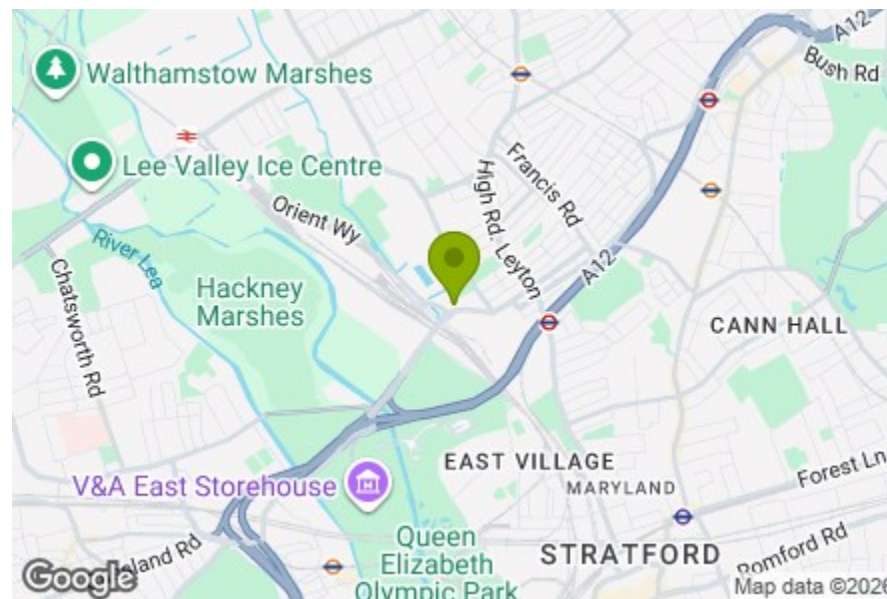 A12
Bush Rd
Walthamstow Marshes
Lee Valley Ice Centre
Francis Rd
High Rd. Leyton
Orient Wy
River Lea
A12
Hackney
Marshes
Chatsworth Rd
CANN HALL
EAST VILLAGE
MARYLAND
Forest Ln
V&A East Storehouse
Queen
Elizabeth
Olympic Park
STRATFORD
Romford Rd
Rd
Google
Map data ©2026